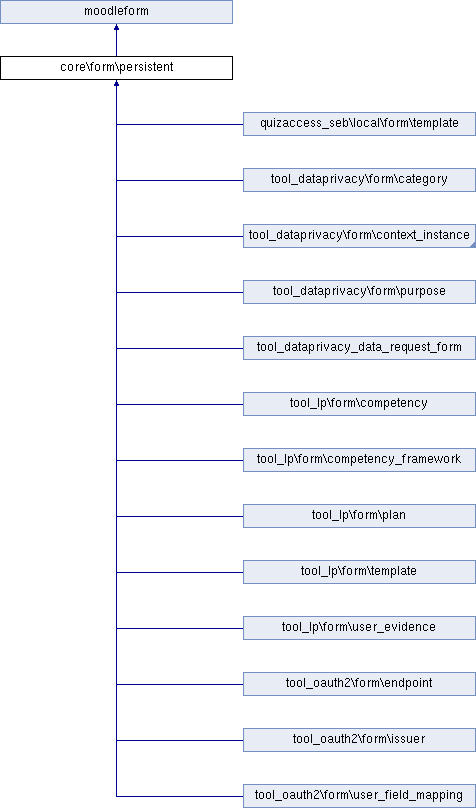 moodleform
core\form\persistent
quizaccess_seb\local\form\template
tool_dataprivacy\form\category
tool_dataprivacy\form\context_instance
tool_dataprivacy\form\purpose
tool_dataprivacy_data_request_form
tool_lp\form\competency
tool_lp\form\competency_framework
tool_lp\form\plan
tool_lp\form\template
tool_lp\form\user_evidence
tool_oauth2\form\endpoint
tool_oauth2\form\issuer
tool_oauth2\form\user_field_mapping